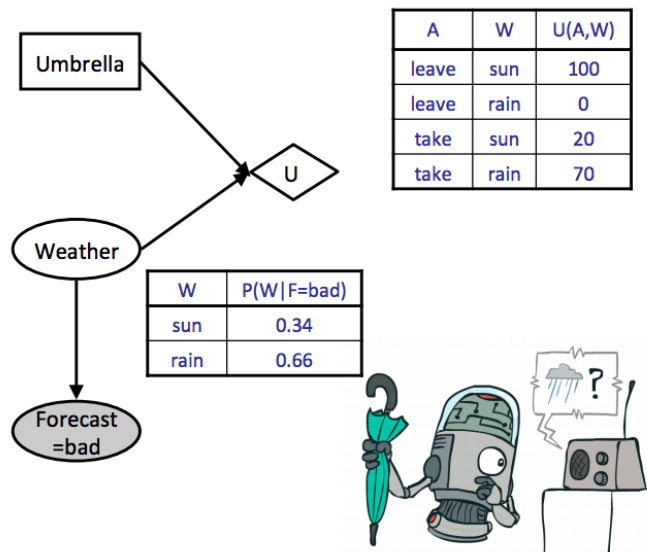 Umbrella
U
Weather
Forecast
=bad
A W U(A,W)
leave sun 100
leave rain 0
take sun 20
take rain 70
W P(W|F=bad)
sun 0.34
rain 0.66
?